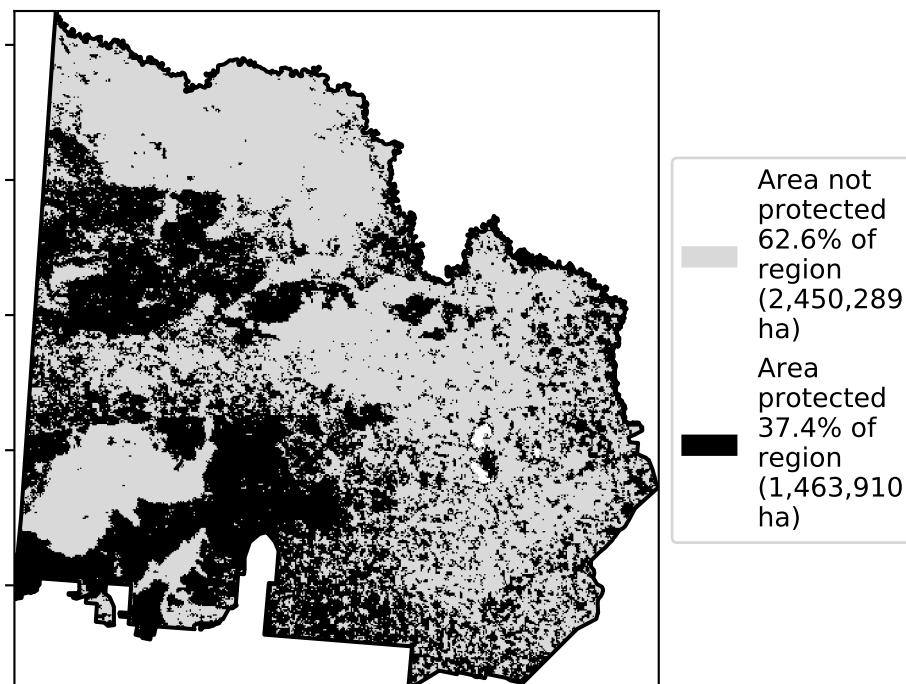 Area not
protected
62.6% of
region
(2,450,289
ha)
Area
protected
37.4% of
region
(1,463,910
ha)